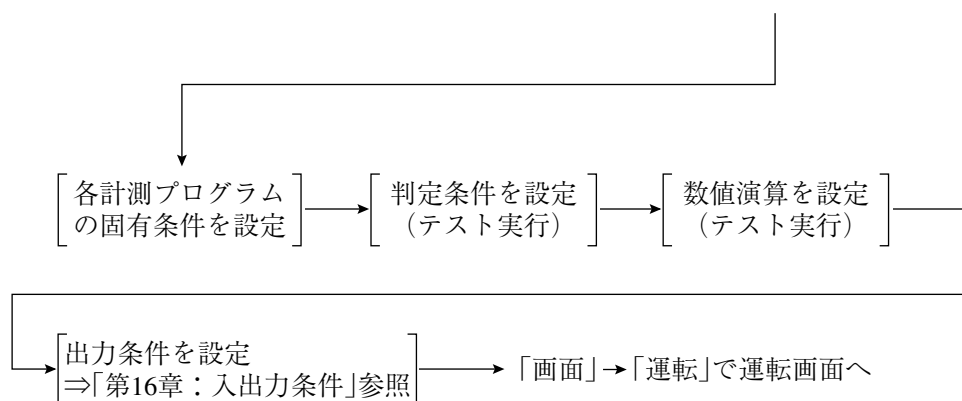 各計測プログラム
の固有条件を設定
判定条件を設定
（テスト実行）
数値演算を設定
（テスト実行）
出力条件を設定
⇒「第16章：入出力条件」参照
「画面」→「運転」で運転画面へ